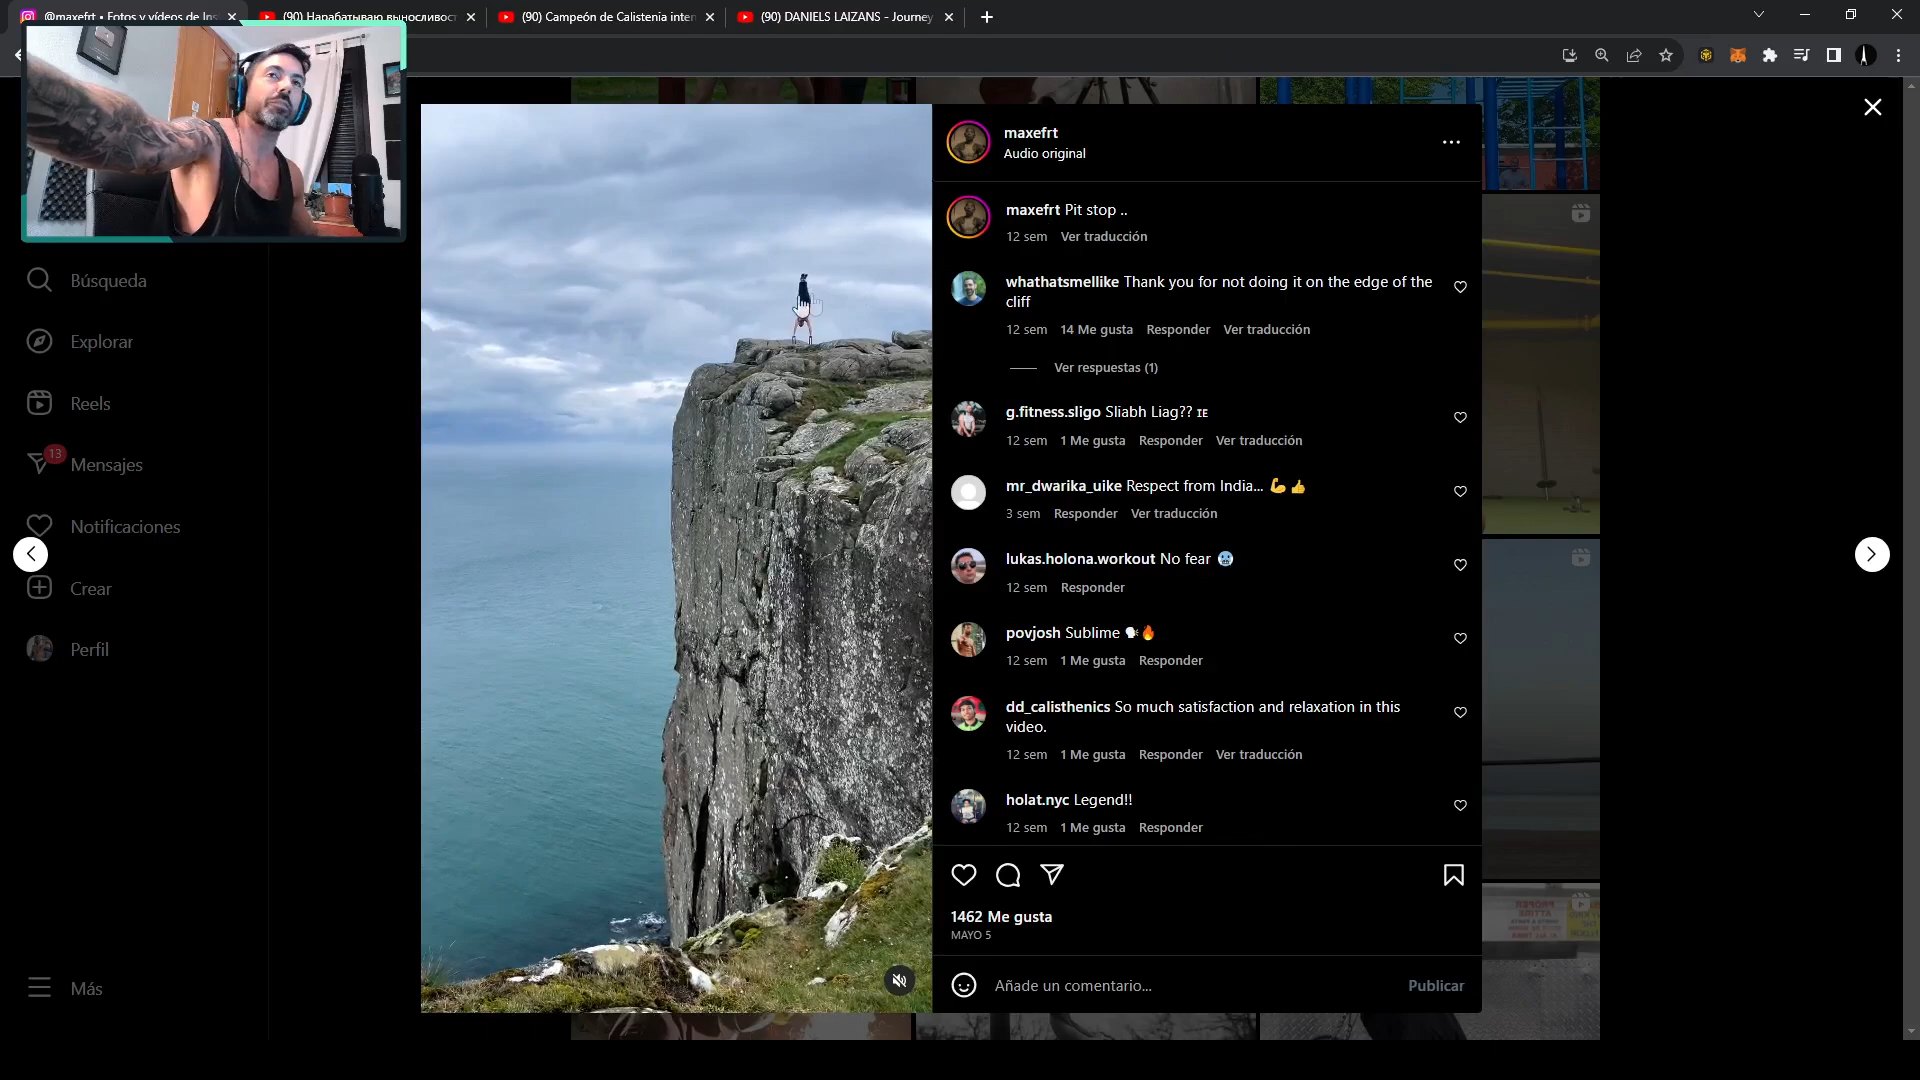 @maxefrt • Fotos y vídeos de Ins
(90) Нарабатываю выносливост
(90) Campeón de Calistenia inter
(90) DANIELS LAIZANS - Journey
maxefrt
Audio original
maxefrt Pit stop ..
12 sem Ver traducción
whathatsmellike Thank you for not doing it on the edge of the
cliff
12 sem 14 Me gusta Responder Ver traducción
Ver respuestas (1)
g.fitness.sligo Sliabh Liag?? IE
12 sem 1 Me gusta Responder Ver traducción
mr_dwarika_uike Respect from India... 💪👍
3 sem Responder Ver traducción
lukas.holona.workout No fear 🥶
12 sem Responder
povjosh Sublime 🗣🔥
12 sem 1 Me gusta Responder
dd_calisthenics So much satisfaction and relaxation in this
video.
12 sem 1 Me gusta Responder Ver traducción
holat.nyc Legend!!
12 sem 1 Me gusta Responder
1462 Me gusta
MAYO 5
Añade un comentario...
Publicar
Búsqueda
Explorar
Reels
13
Mensajes
Notificaciones
Crear
Perfil
Más